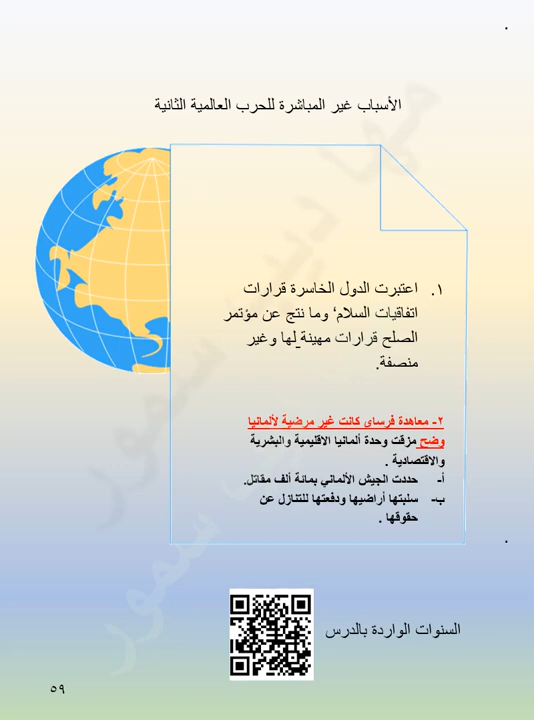 الأسباب غير المباشرة للحرب العالمية الثانية
١. اعتبرت الدول الخاسرة قرارات
اتفاقيات السلام، وما نتج عن مؤتمر
الصلح قرارات مهينة لها وغير
منصفة.
٢- معاهدة فرساي كانت غير مرضية لألمانيا
وضح مزقت وحدة ألمانيا الاقليمية والبشرية
والاقتصادية .
أ- حددت الجيش الألماني بمائة ألف مقاتل.
ب- سلبتها أراضيها ودفعتها للتنازل عن
حقوقها .
السنوات الواردة بالدرس
٥٩